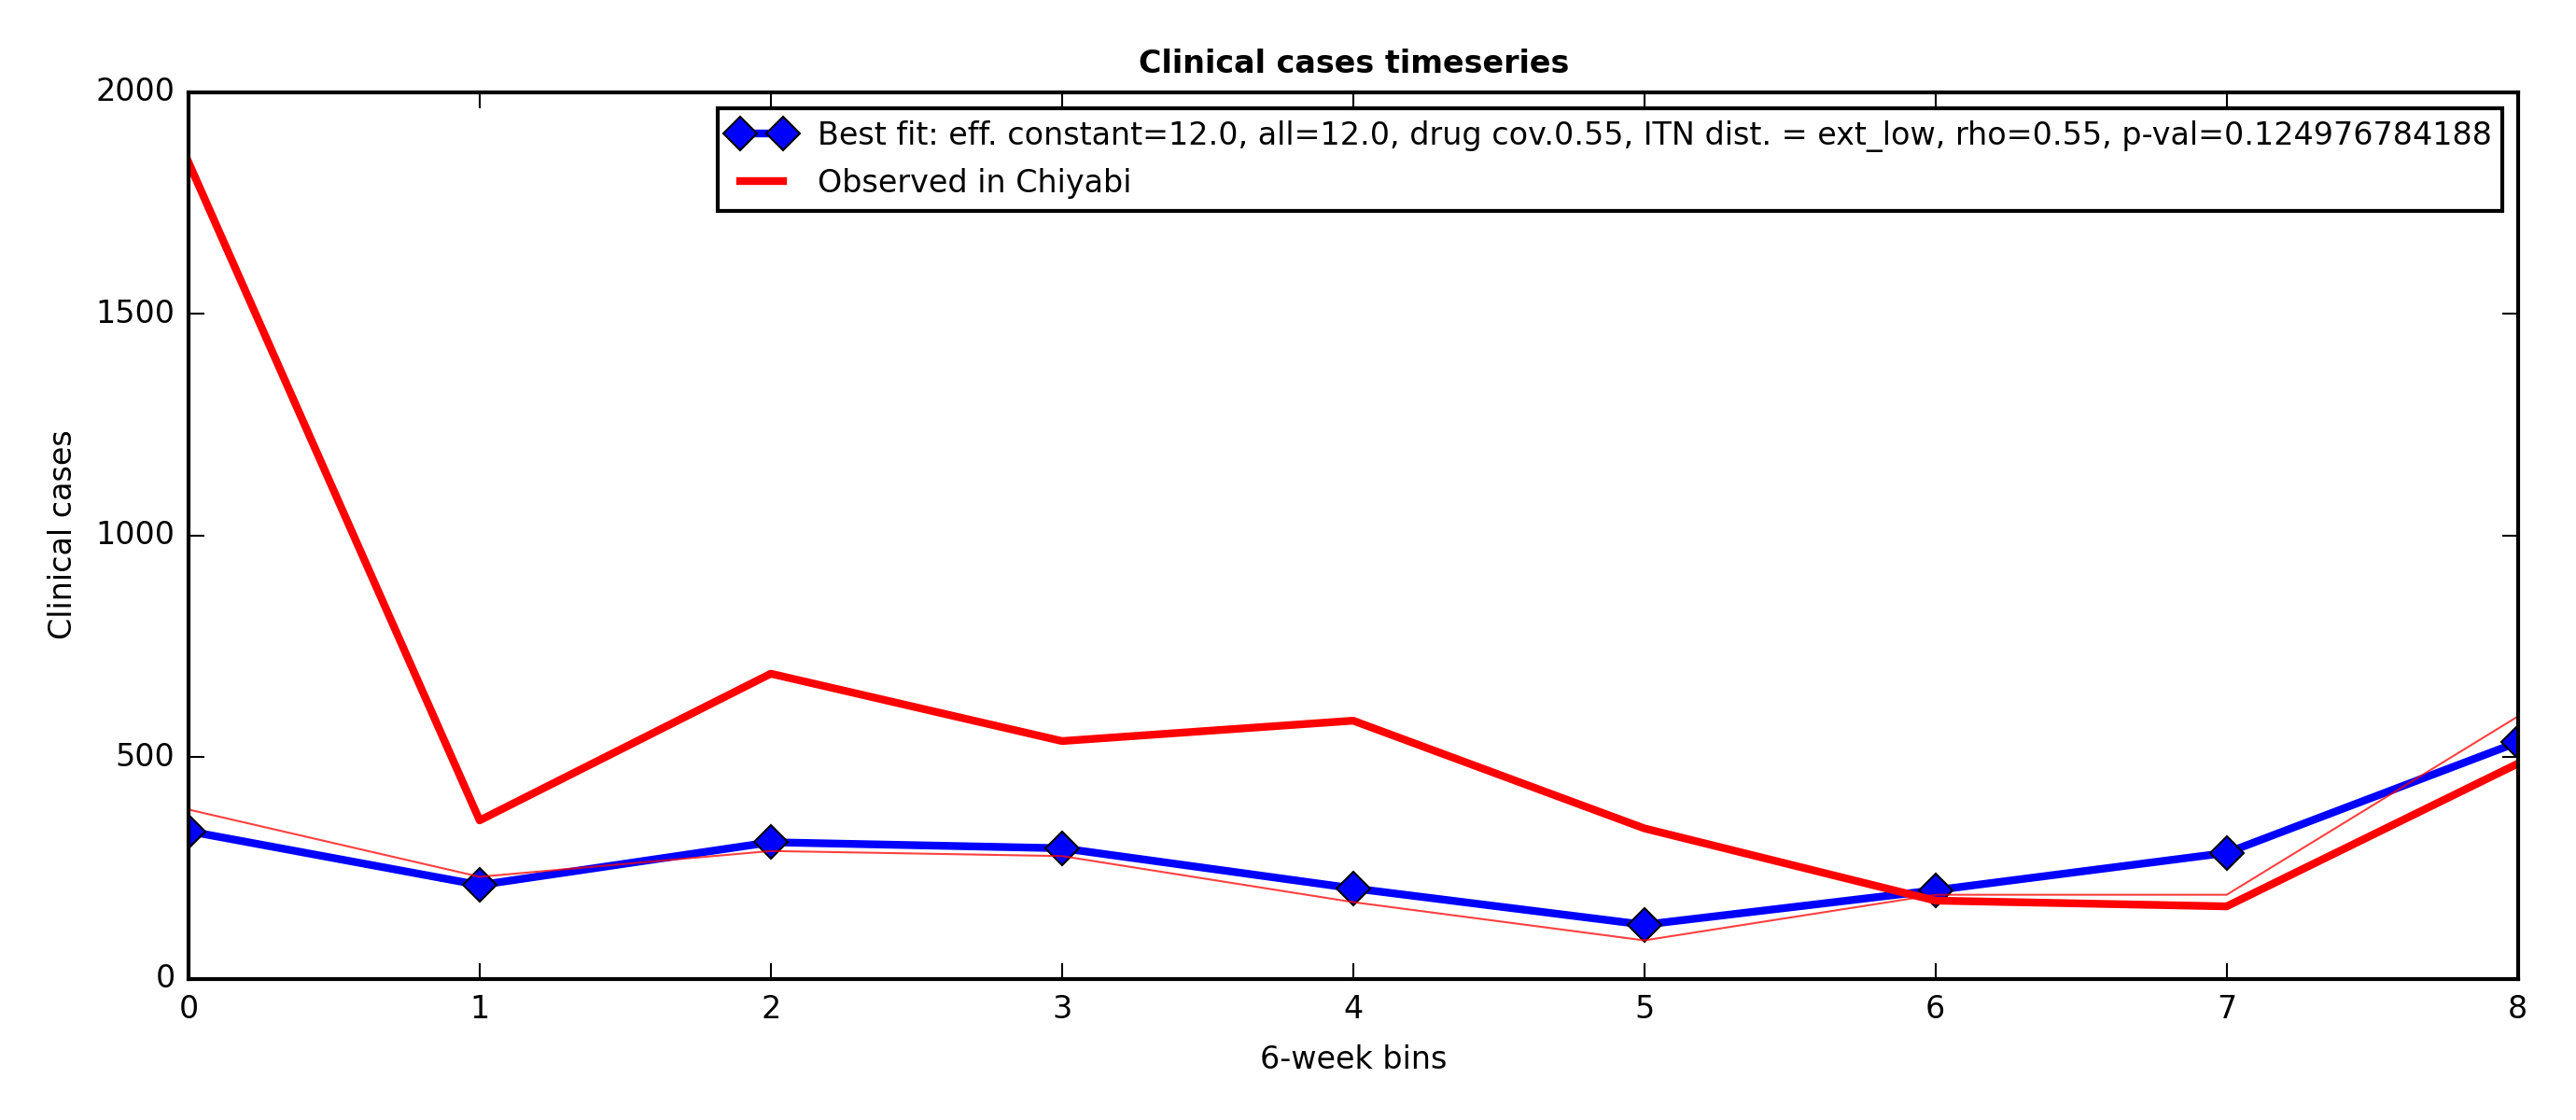 Clinical cases timeseries
2000
1500
1000
500
0
Clinical cases
Best fit: eff. constant=12.0, all=12.0, drug cov.0.55, ITN dist. = ext_low, rho=0.55, p-val=0.124976784188
Observed in Chiyabi
0 1 2 3 4 5 6 7 8
6-week bins